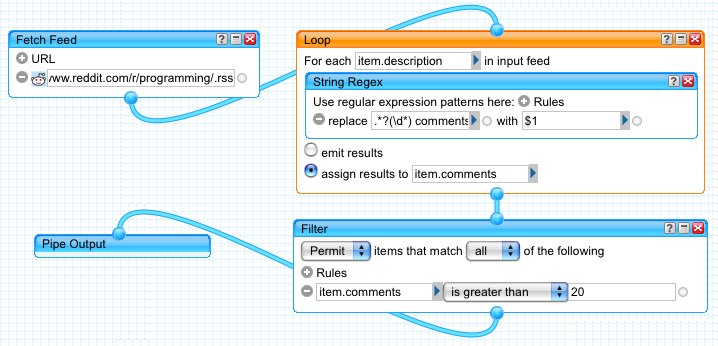 Fetch Feed
URL
/ww.reddit.com/r/programming/.rss
Loop
For each item.description in input feed
String Regex
Use regular expression patterns here: Rules
replace .*?(\d*) comments with $1
emit results
assign results to item.comments
Pipe Output
Filter
Permit items that match all of the following
Rules
item.comments is greater than 20